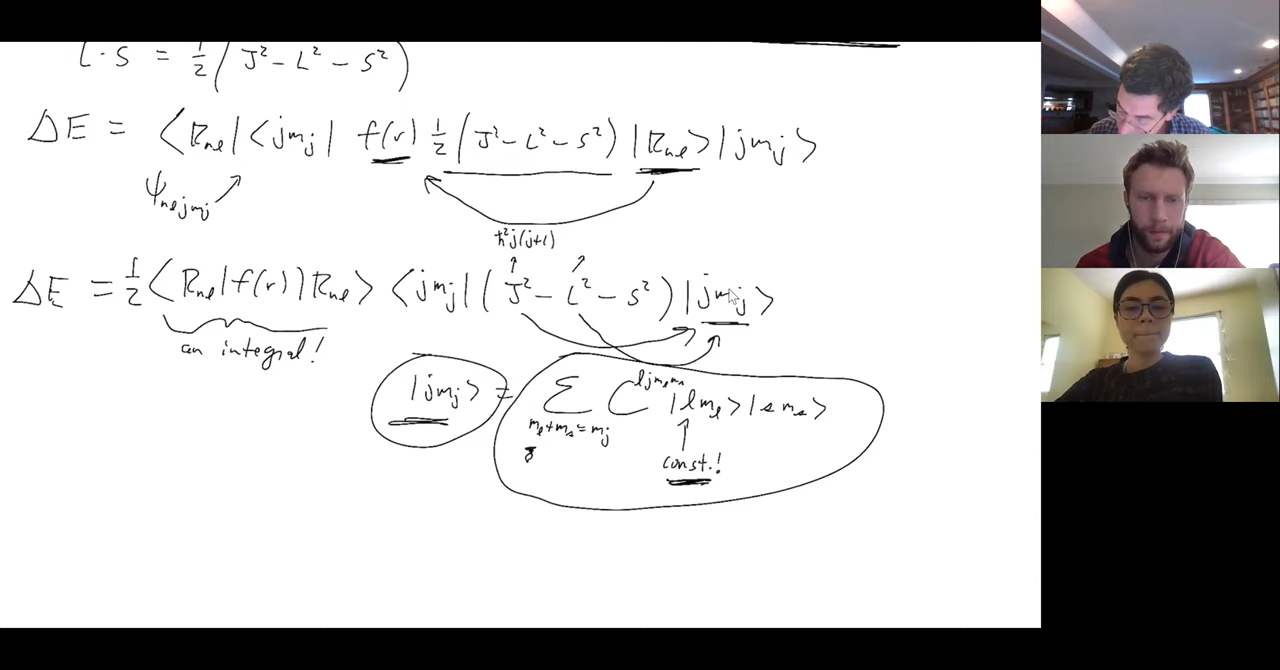 L·S = 1/2 (J² − L² − S²)
ΔE = ⟨Rnl|⟨jmj| f(r) 1/2 (J² − L² − S²) |Rnl⟩|jmj⟩
ψnljmj
ħ²j(j+1)
ΔE = 1/2 ⟨Rnl|f(r)|Rnl⟩ ⟨jmj| (J² − L² − S²) |jmj⟩
an integral!
|jmj⟩ = Σ C^ljmlms |lml⟩|sms⟩
ml+ms=mj
const.!